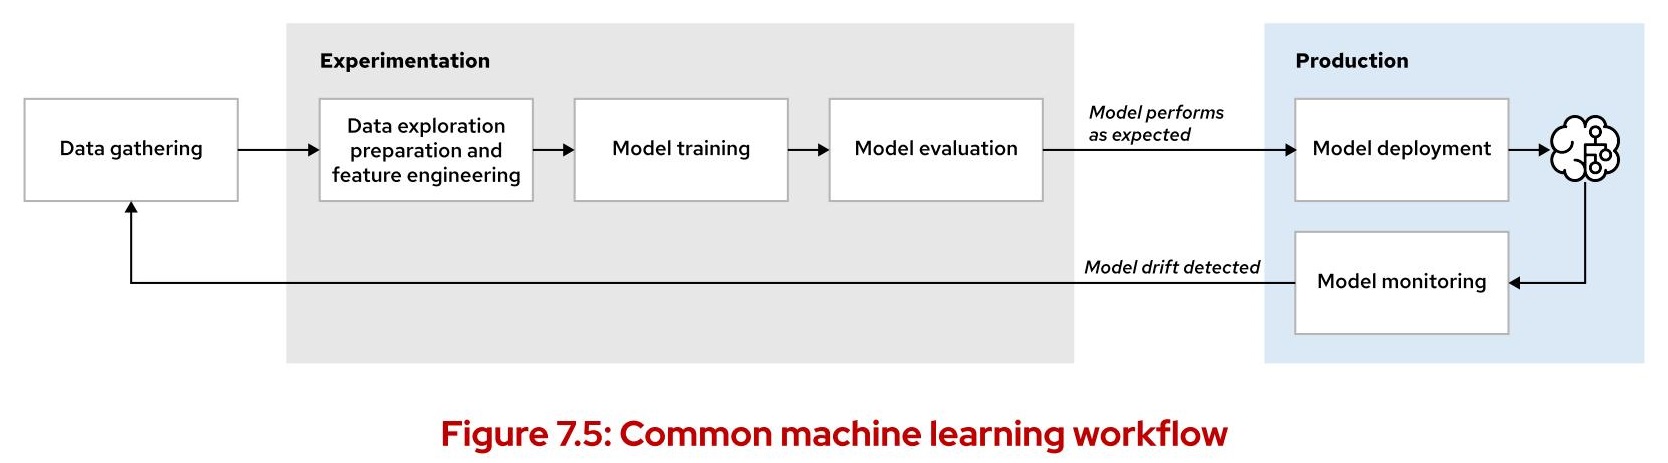 Experimentation
Production
Data gathering
Data exploration
preparation and
feature engineering
Model training
Model evaluation
Model performs
as expected
Model deployment
Model drift detected
Model monitoring
Figure 7.5: Common machine learning workflow